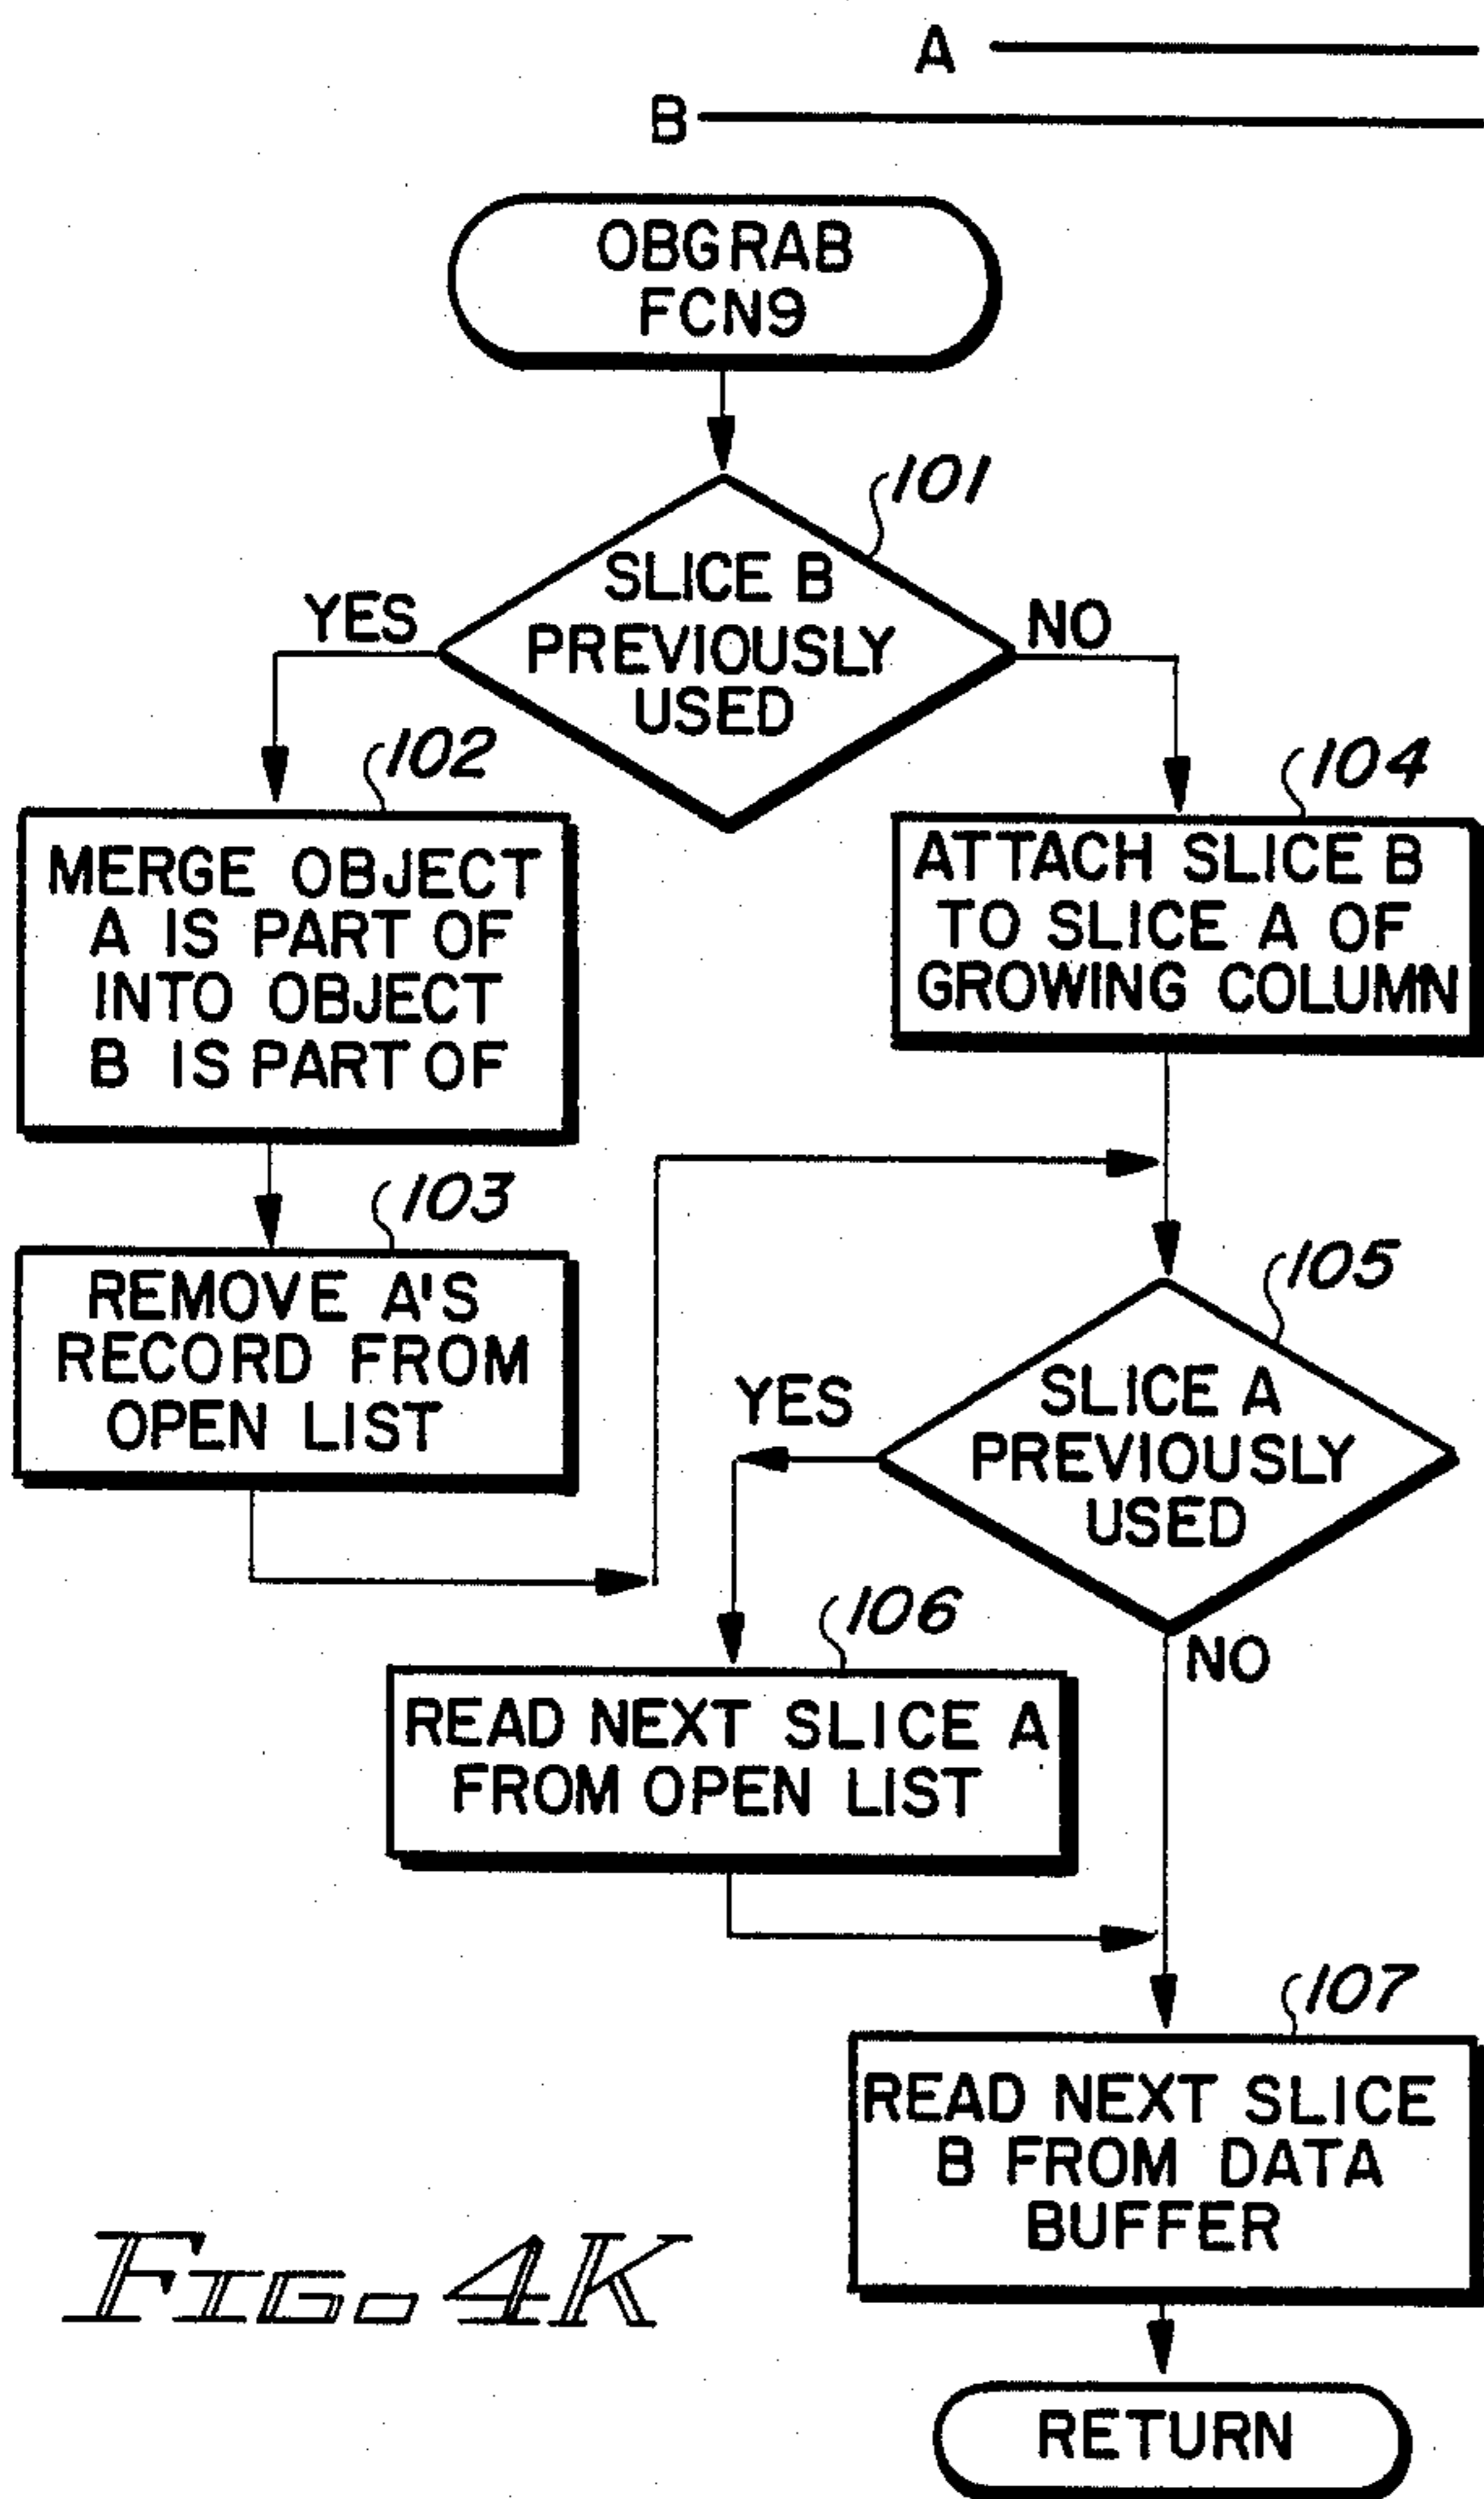 A
B
OBGRAB
FCN9
101
SLICE B
PREVIOUSLY
USED
YES
NO
102
MERGE OBJECT
A IS PART OF
INTO OBJECT
B IS PART OF
104
ATTACH SLICE B
TO SLICE A OF
GROWING COLUMN
103
REMOVE A'S
RECORD FROM
OPEN LIST
105
SLICE A
PREVIOUSLY
USED
YES
NO
106
READ NEXT SLICE A
FROM OPEN LIST
107
READ NEXT SLICE
B FROM DATA
BUFFER
RETURN
FIG. 4K